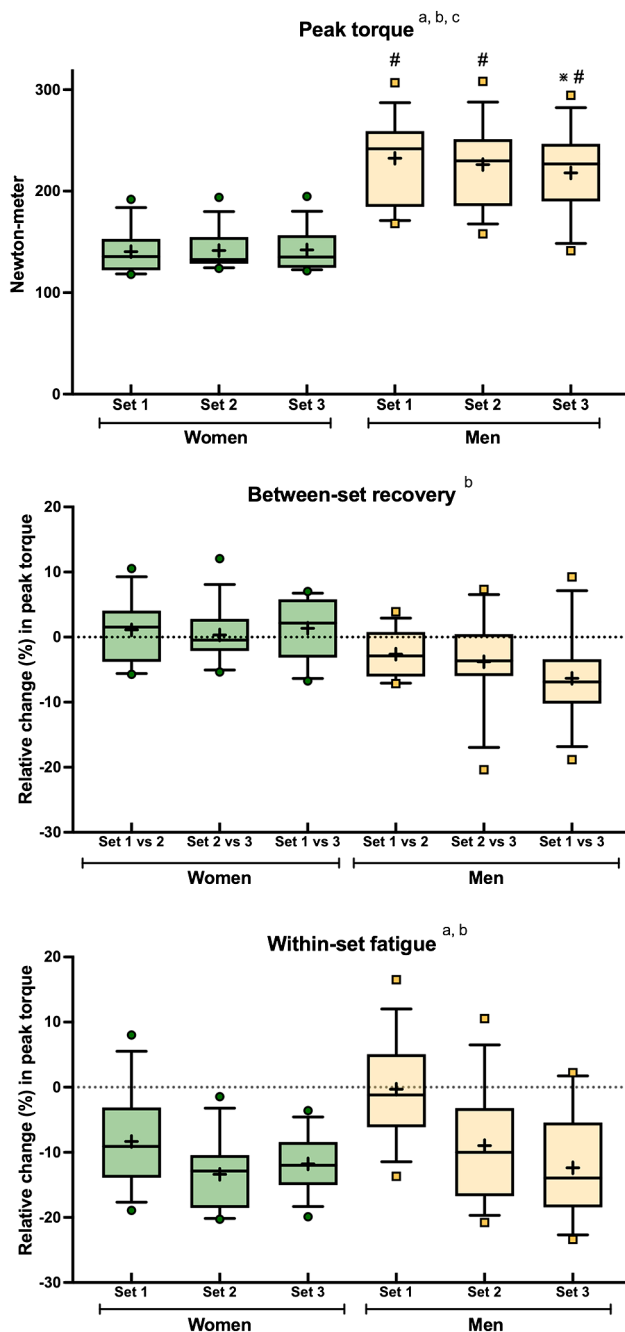 Peak torque a, b, c
# # ⋇ #
Newton-meter
300
200
100
0
Set 1 Set 2 Set 3 Set 1 Set 2 Set 3
Women Men
Between-set recovery b
Relative change (%) in peak torque
20
10
0
-10
-20
-30
Set 1 vs 2 Set 2 vs 3 Set 1 vs 3 Set 1 vs 2 Set 2 vs 3 Set 1 vs 3
Women Men
Within-set fatigue a, b
Relative change (%) in peak torque
20
10
0
-10
-20
-30
Set 1 Set 2 Set 3 Set 1 Set 2 Set 3
Women Men